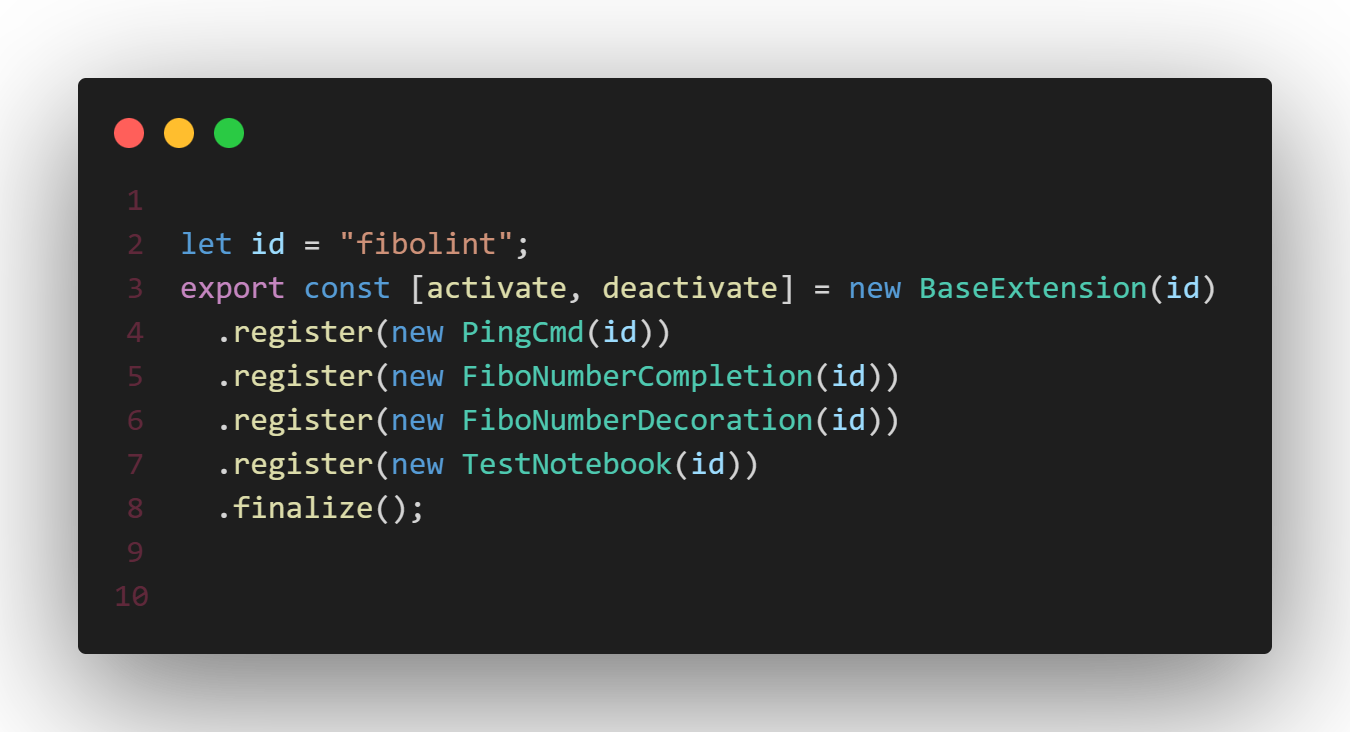 1
2 let id = "fibolint";
3 export const [activate, deactivate] = new BaseExtension(id)
4   .register(new PingCmd(id))
5   .register(new FiboNumberCompletion(id))
6   .register(new FiboNumberDecoration(id))
7   .register(new TestNotebook(id))
8   .finalize();
9
10